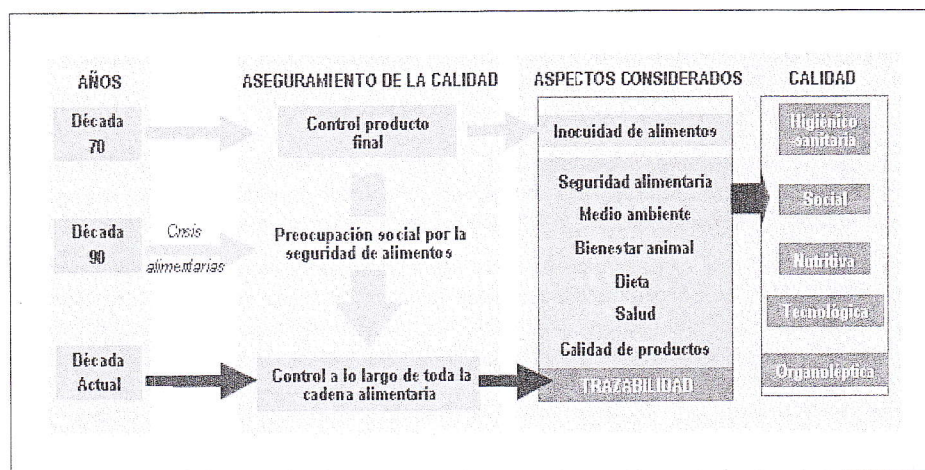 AÑOS
ASEGURAMIENTO DE LA CALIDAD
ASPECTOS CONSIDERADOS
CALIDAD
Década
70
Control producto
final
Inocuidad de alimentos
Higiénico
-sanitaria
Seguridad alimentaria
Social
Medio ambiente
Década
90
Crisis
alimentarias
Preocupación social por la
seguridad de alimentos
Bienestar animal
Nutritiva
Dieta
Salud
Tecnológica
Década
Actual
Control a lo largo de toda la
cadena alimentaria
Calidad de productos
TRAZABILIDAD
Organoléptica